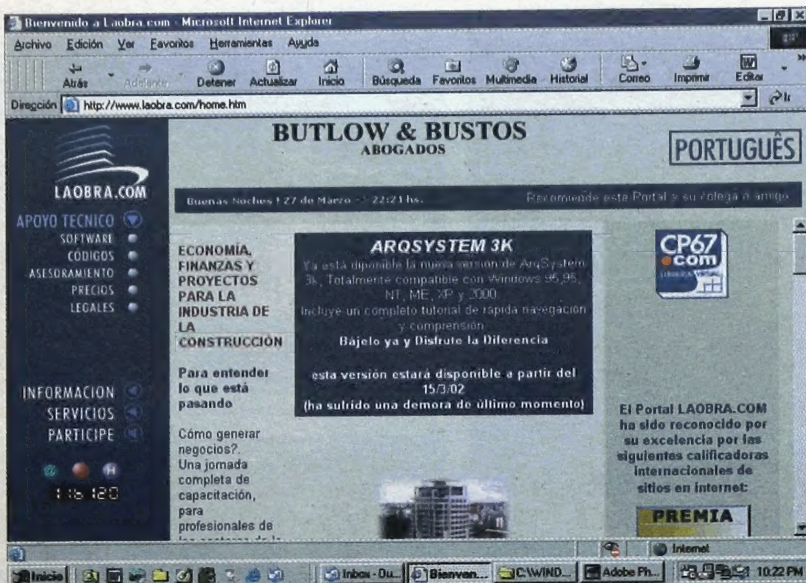 Bienvenido a Laobra.com - Microsoft Internet Explorer
Archivo Edición Ver Favoritos Herramientas Ayuda
Atrás Adelante Detener Actualizar Inicio Búsqueda Favoritos Multimedia Historial Correo Imprimir Editar
Dirección http://www.laobra.com/home.htm Ir
BUTLOW & BUSTOS
ABOGADOS
PORTUGUÊS
LAOBRA.COM
Buenas Noches ! 27 de Marzo - 22:21 hs. Recomiende este Portal a su colega o amigo
APOYO TECNICO
SOFTWARE
CÓDIGOS
ASESORAMIENTO
PRECIOS
LEGALES
INFORMACION
SERVICIOS
PARTICIPE
116120
ECONOMÍA,
FINANZAS Y
PROYECTOS
PARA LA
INDUSTRIA DE
LA
CONSTRUCCIÓN
Para entender
lo que está
pasando
Cómo generar
negocios?.
Una jornada
completa de
capacitación,
para
profesionales de
ARQSYSTEM 3K
Ya está diponible la nueva versión de ArqSystem
3k, Totalmente compatible con Windows 95,98,
NT, ME, XP y 2000
Incluye un completo tutorial de rápida navegación
y comprensión
Bájelo ya y Disfrute la Diferencia
esta versión estará disponible a partir del
15/3/02
(ha sufrido una demora de último momento)
CP67
.com
LIBRERIA VIRTUAL
El Portal LAOBRA.COM
ha sido reconocido por
su excelencia por las
siguientes calificadoras
internacionales de
sitios en internet:
PREMIA
Internet
Inicio Inbox - Ou... Bienven... C:\WIND... Adobe Ph... 10:22 PM